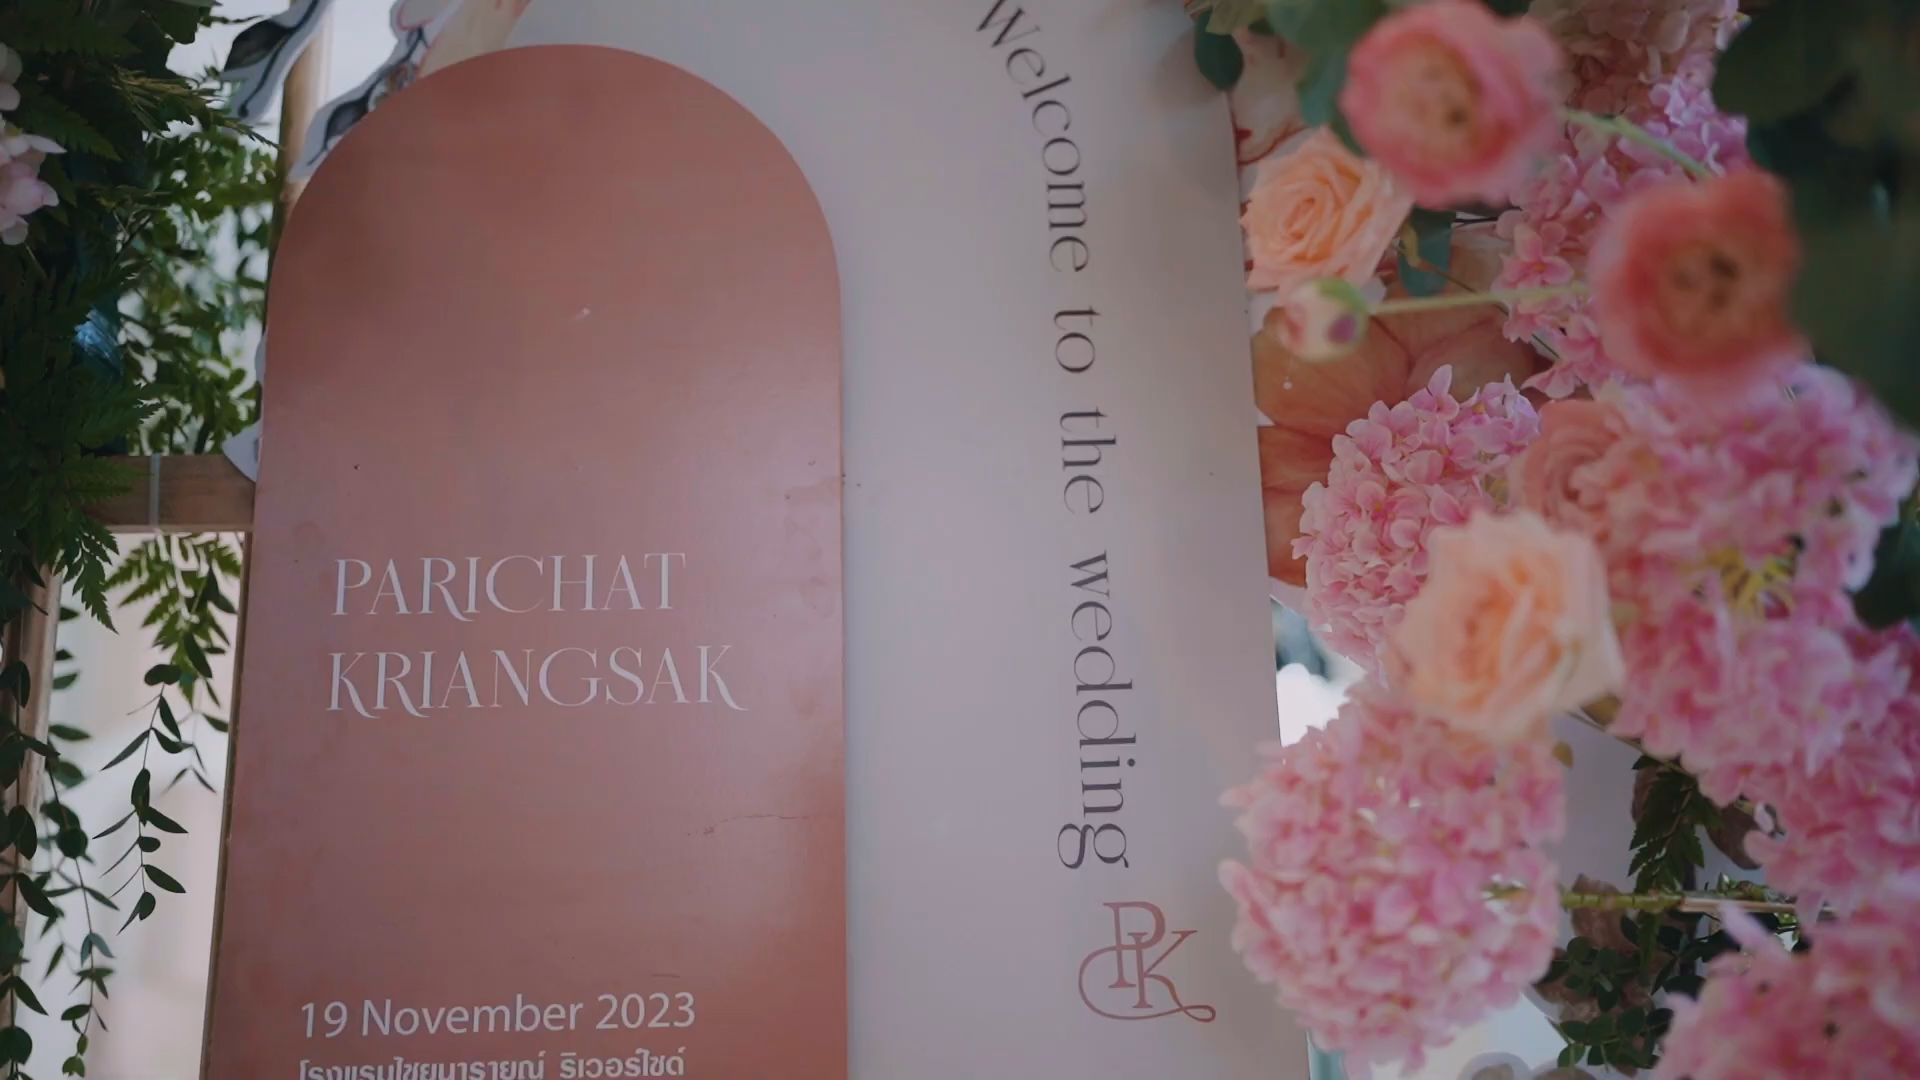 PARICHAT
KRIANGSAK
19 November 2023
โรงแรมไชยนารายณ์ ริเวอร์ไซด์
Welcome to the wedding
PK